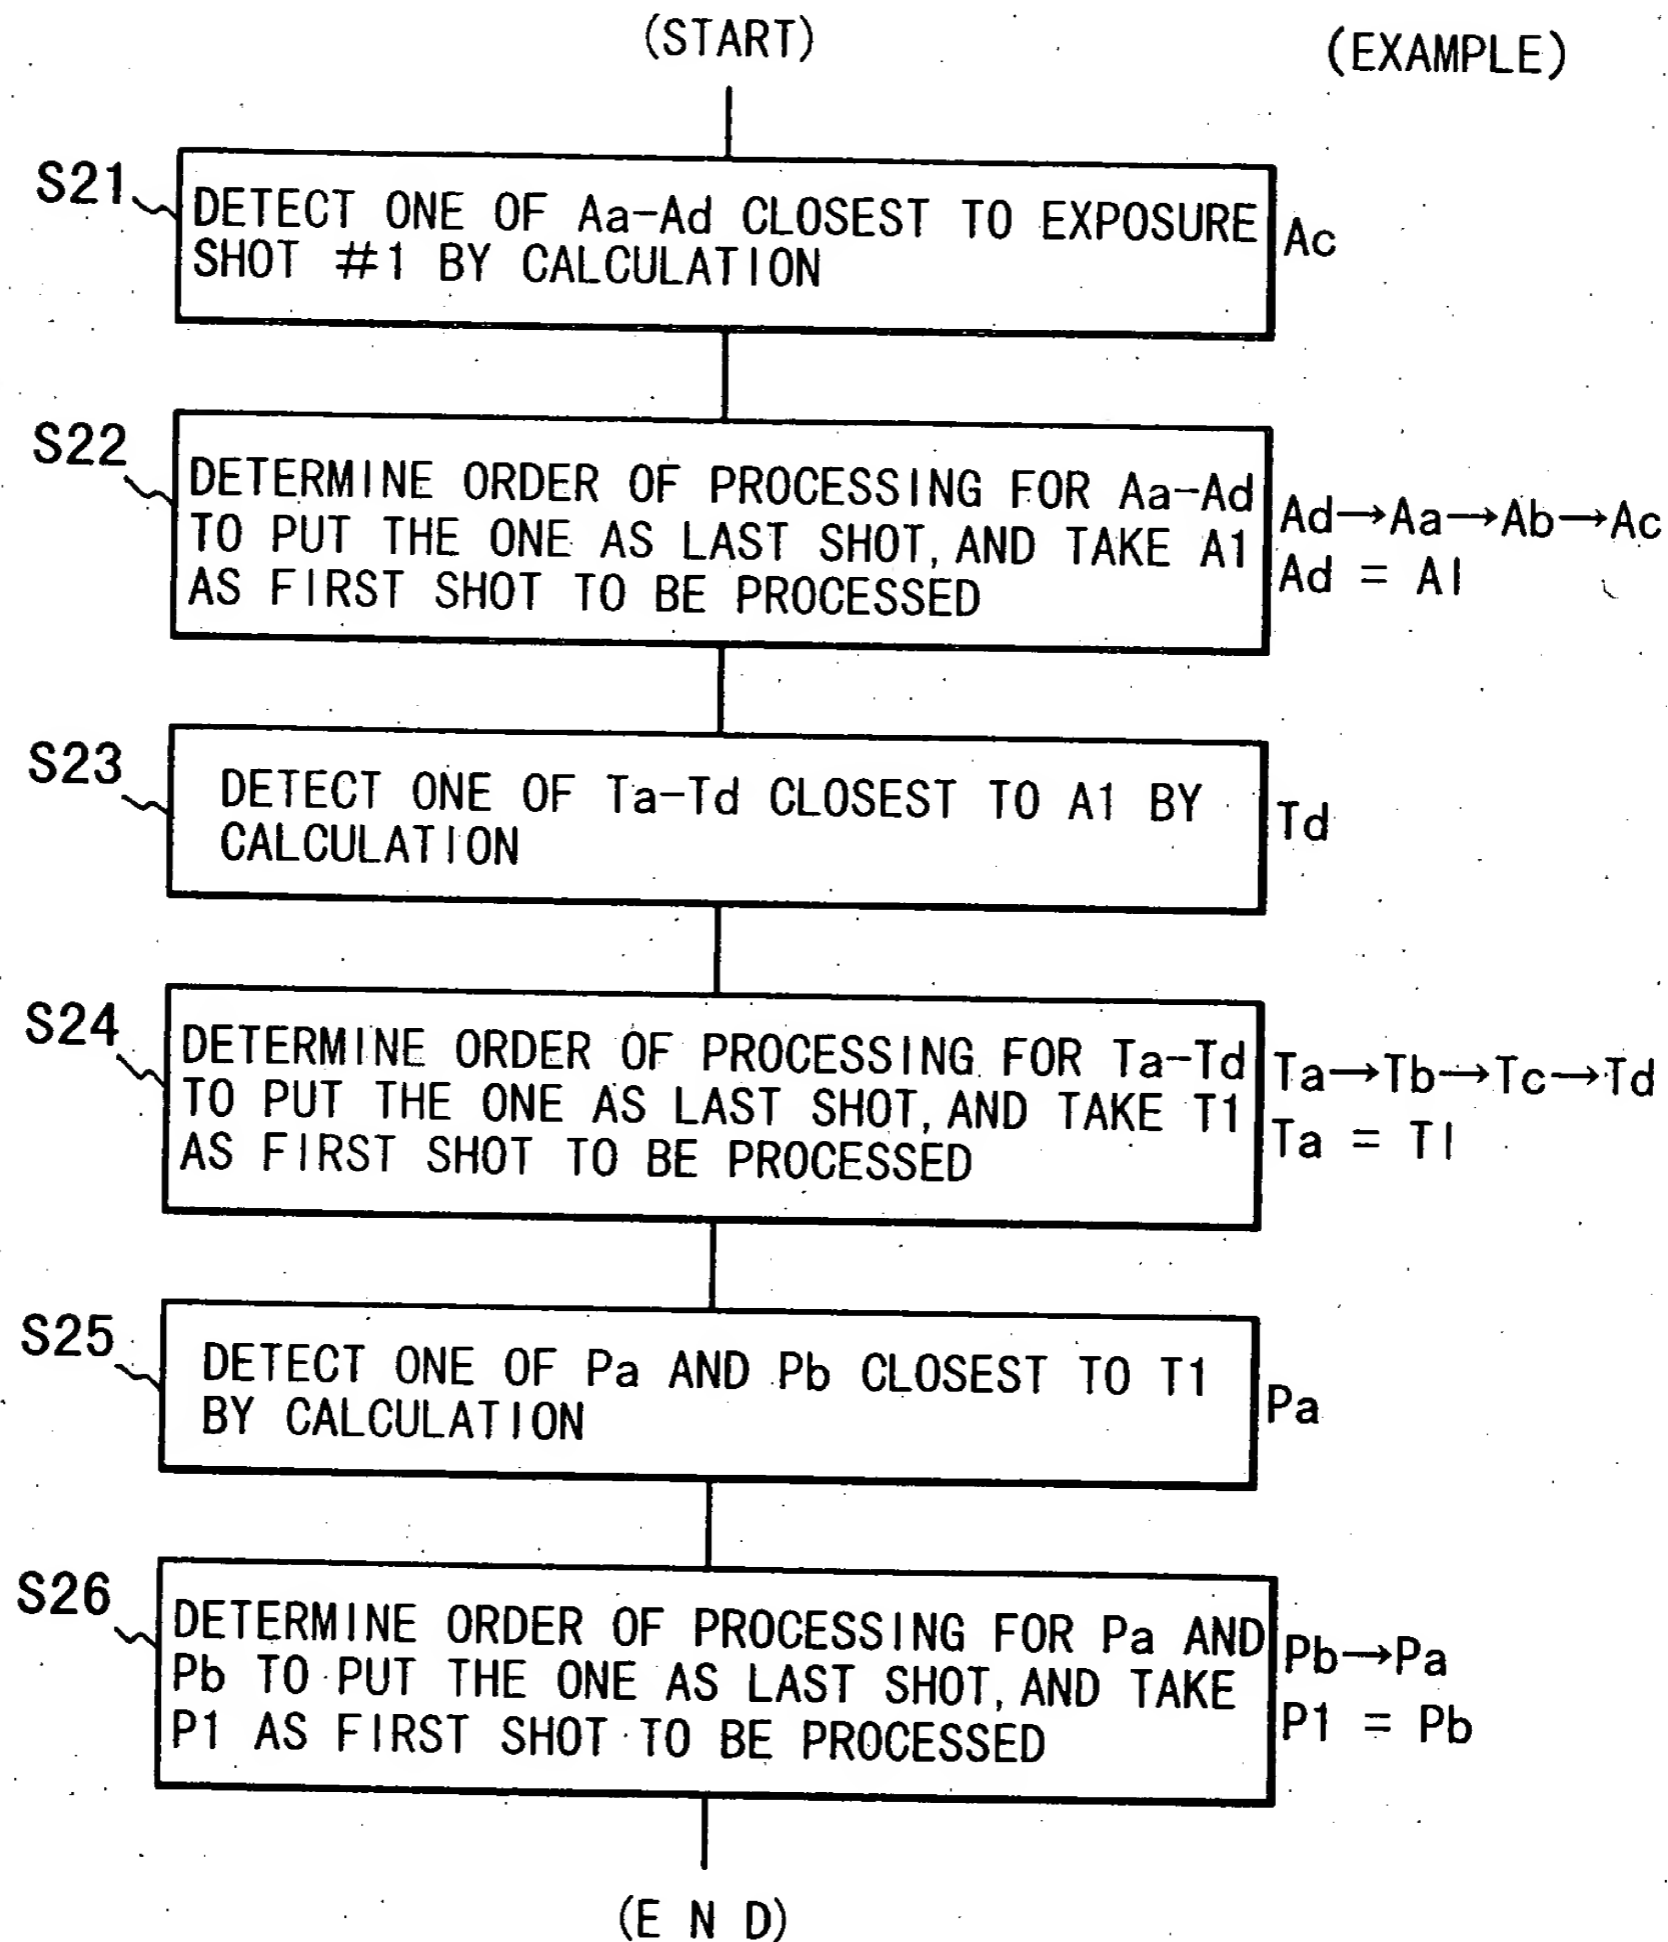 (START)
(EXAMPLE)
S21
DETECT ONE OF Aa-Ad CLOSEST TO EXPOSURE
SHOT #1 BY CALCULATION
Ac
S22
DETERMINE ORDER OF PROCESSING FOR Aa-Ad
TO PUT THE ONE AS LAST SHOT, AND TAKE A1
AS FIRST SHOT TO BE PROCESSED
Ad→Aa→Ab→Ac
Ad = A1
S23
DETECT ONE OF Ta-Td CLOSEST TO A1 BY
CALCULATION
Td
S24
DETERMINE ORDER OF PROCESSING FOR Ta-Td
TO PUT THE ONE AS LAST SHOT, AND TAKE T1
AS FIRST SHOT TO BE PROCESSED
Ta→Tb→Tc→Td
Ta = T1
S25
DETECT ONE OF Pa AND Pb CLOSEST TO T1
BY CALCULATION
Pa
S26
DETERMINE ORDER OF PROCESSING FOR Pa AND
Pb TO PUT THE ONE AS LAST SHOT, AND TAKE
P1 AS FIRST SHOT TO BE PROCESSED
Pb→Pa
P1 = Pb
(E N D)